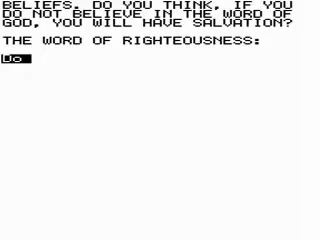 BELIEFS. DO YOU THINK, IF YOU
DO NOT BELIEVE IN THE WORD OF
GOD, YOU WILL HAVE SALVATION?
THE WORD OF RIGHTEOUSNESS:
Do